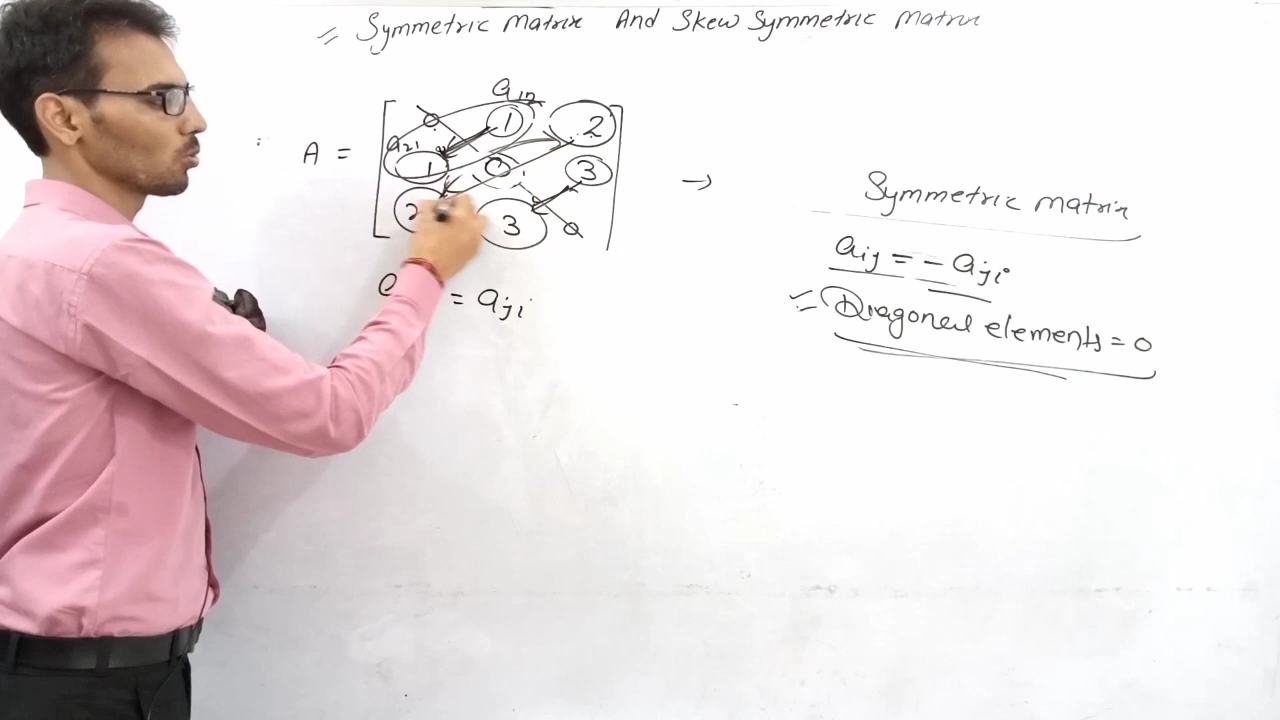 = Symmetric Matrix And Skew Symmetric Matrix
a12
0 1 2
a21
A = 1 0 3 → Symmetric matrix
2 3
0
aij = - aji
= aji
= Diagonal elements = 0